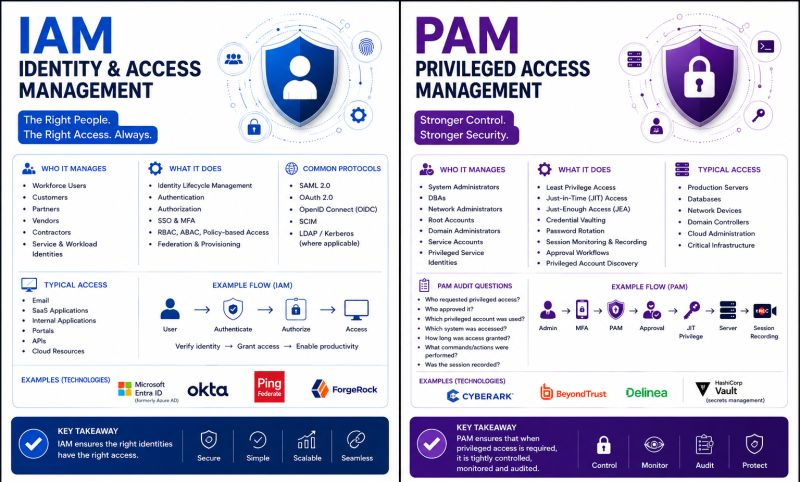 IAM
IDENTITY & ACCESS
MANAGEMENT
The Right People.
The Right Access. Always.
WHO IT MANAGES
• Workforce Users
• Customers
• Partners
• Vendors
• Contractors
• Service & Workload
Identities
WHAT IT DOES
• Identity Lifecycle Management
• Authentication
• Authorization
• SSO & MFA
• RBAC, ABAC, Policy-based Access
• Federation & Provisioning
COMMON PROTOCOLS
• SAML 2.0
• OAuth 2.0
• OpenID Connect (OIDC)
• SCIM
• LDAP / Kerberos
(where applicable)
TYPICAL ACCESS
• Email
• SaaS Applications
• Internal Applications
• Portals
• APIs
• Cloud Resources
EXAMPLE FLOW (IAM)
User
Authenticate
Authorize
Access
Verify identity → Grant access → Enable productivity
EXAMPLES (TECHNOLOGIES)
Microsoft
Entra ID
(formerly Azure AD)
okta
Ping
Federate
ForgeRock
KEY TAKEAWAY
IAM ensures the right identities
have the right access.
Secure
Simple
Scalable
Seamless
PAM
PRIVILEGED ACCESS
MANAGEMENT
Stronger Control.
Stronger Security.
WHO IT MANAGES
• System Administrators
• DBAs
• Network Administrators
• Root Accounts
• Domain Administrators
• Service Accounts
• Privileged Service
Identities
WHAT IT DOES
• Least Privilege Access
• Just-in-Time (JIT) Access
• Just-Enough Access (JEA)
• Credential Vaulting
• Password Rotation
• Session Monitoring & Recording
• Approval Workflows
• Privileged Account Discovery
TYPICAL ACCESS
• Production Servers
• Databases
• Network Devices
• Domain Controllers
• Cloud Administration
• Critical Infrastructure
PAM AUDIT QUESTIONS
• Who requested privileged access?
• Who approved it?
• Which privileged account was used?
• Which system was accessed?
• How long was access granted?
• What commands/actions were
performed?
• Was the session recorded?
EXAMPLE FLOW (PAM)
Admin
MFA
PAM
Approval
JIT
Privilege
Server
REC
Session
Recording
EXAMPLES (TECHNOLOGIES)
CYBERARK
BeyondTrust
Delinea
HashiCorp
Vault
(secrets management)
KEY TAKEAWAY
PAM ensures that when
privileged access is required,
it is tightly controlled,
monitored and audited.
Control
Monitor
Audit
Protect